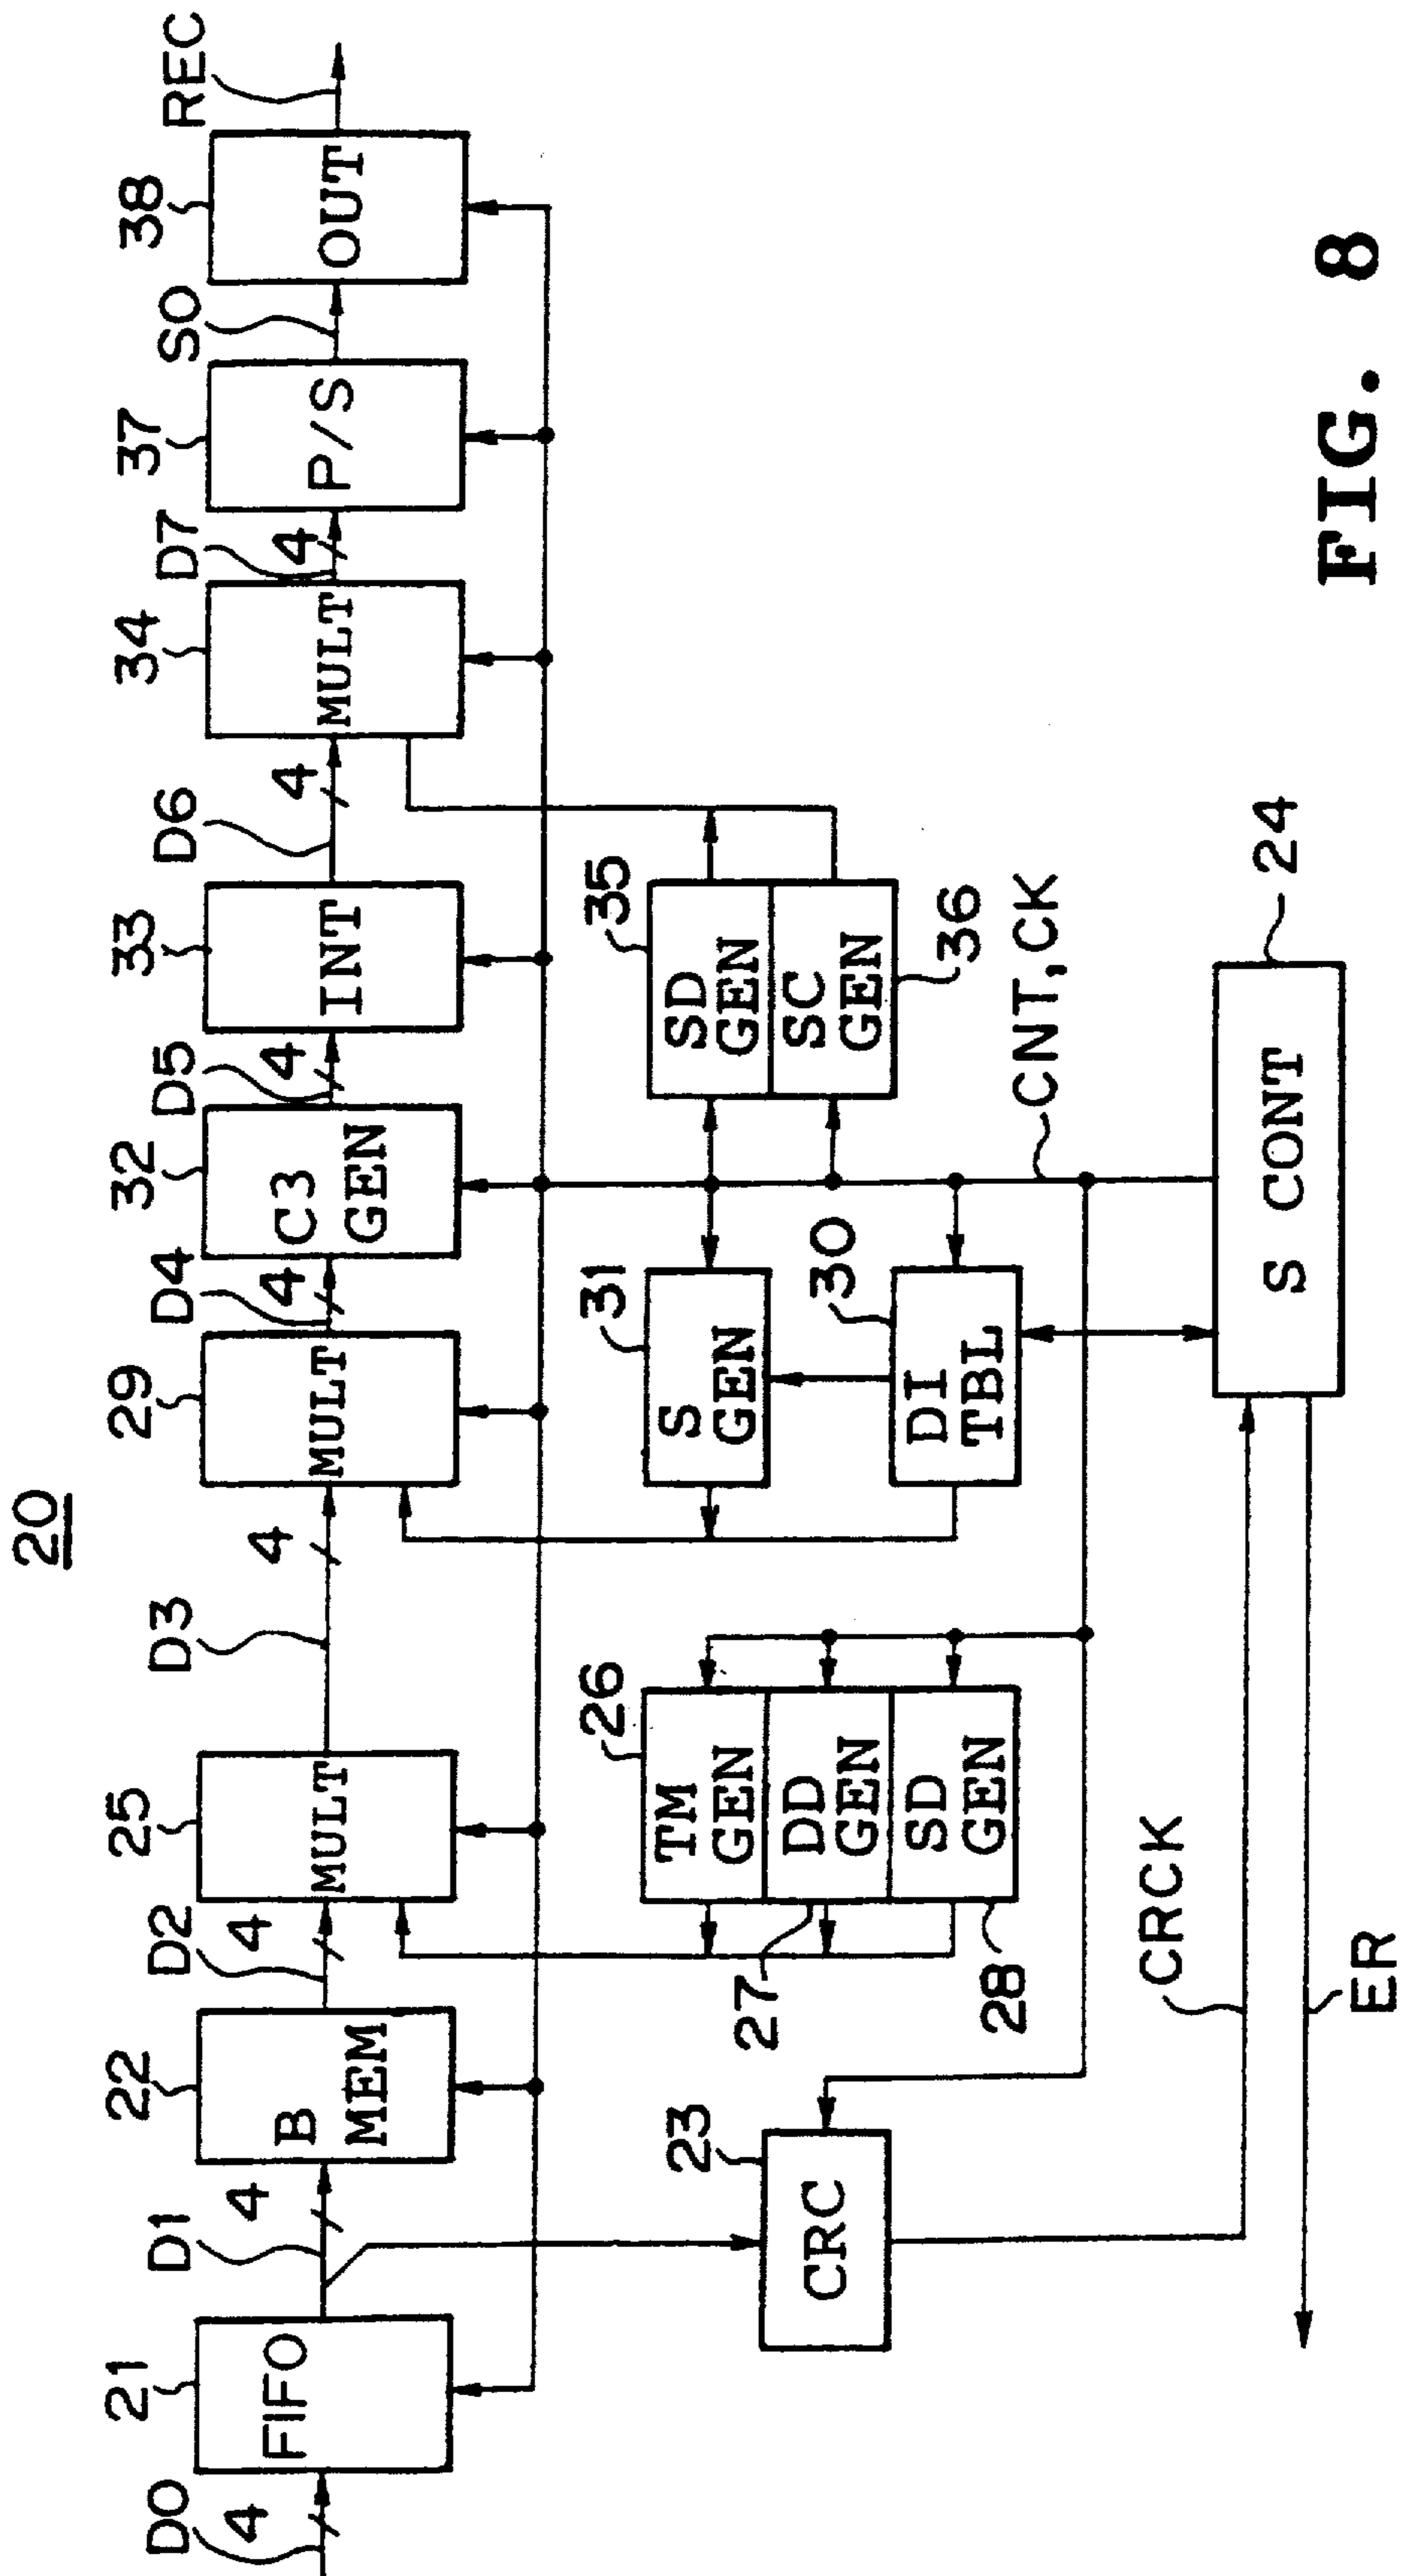 20
D0
4
21
FIFO
D1
4
22
B
MEM
D2
4
25
MULT
D3
4
29
MULT
D4
4
32
C3
GEN
D5
4
33
INT
D6
4
34
MULT
D7
4
37
P/S
SO
38
OUT
REC
23
CRC
26
TM
GEN
27
DD
GEN
28
SD
GEN
31
S
GEN
30
DI
TBL
35
SD
GEN
36
SC
GEN
CNT,CK
24
S CONT
CRCK
ER
FIG. 8